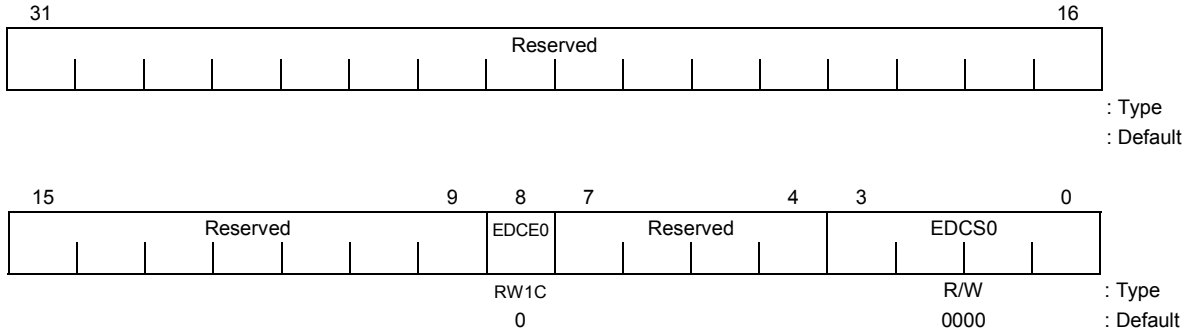 31 16
Reserved
: Type
: Default
15 9 8 7 4 3 0
Reserved EDCE0 Reserved EDCS0
RW1C R/W : Type
0 0000 : Default